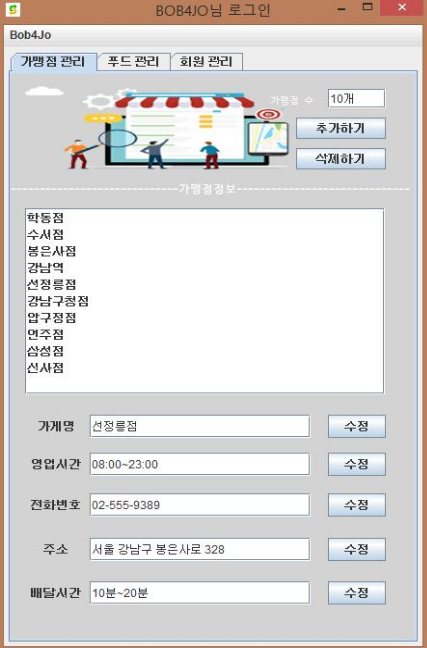 BOB4JO님 로그인
Bob4Jo
가맹점 관리 푸드 관리 회원 관리
가맹점 수 10개
추가하기
삭제하기
가맹점정보
학동점
수서점
봉은사점
강남역
선정릉점
강남구청점
압구정점
언주점
삼성점
신사점
가게명 선정릉점 수정
영업시간 08:00~23:00 수정
전화번호 02-555-9389 수정
주소 서울 강남구 봉은사로 328 수정
배달시간 10분~20분 수정